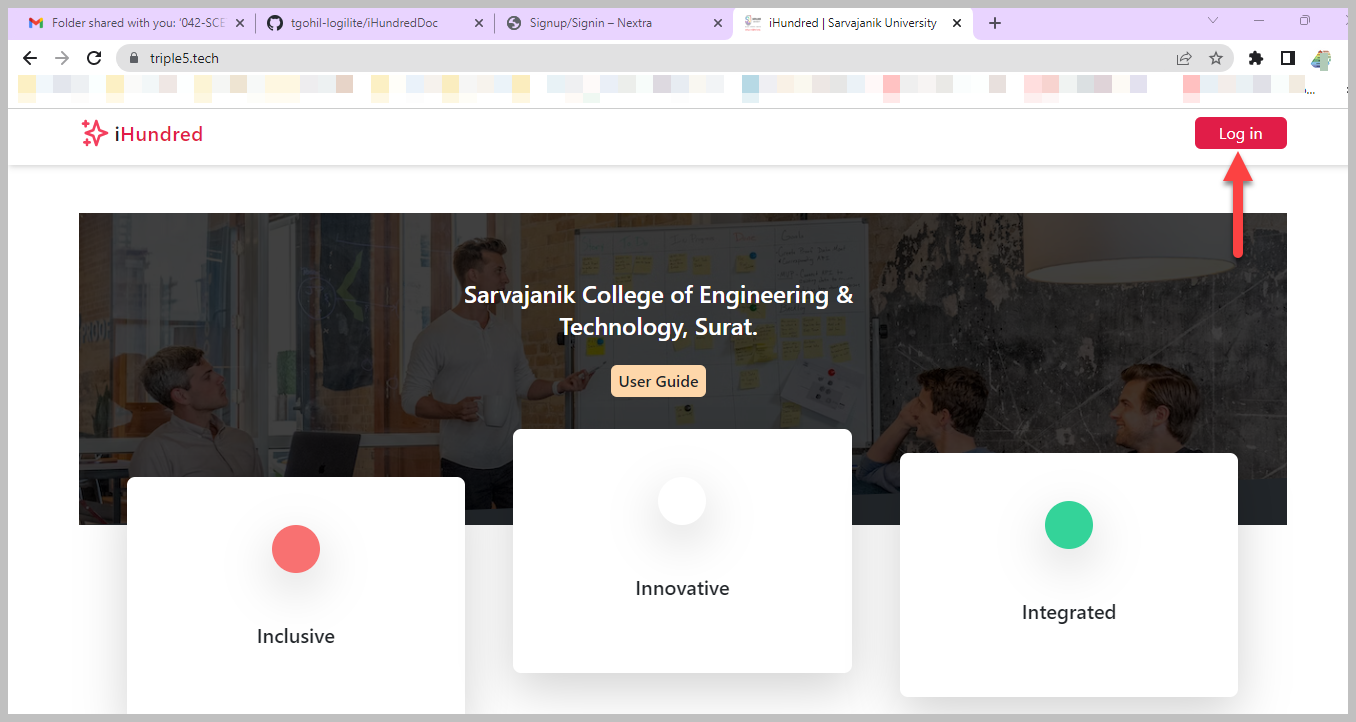 Folder shared with you: '042-SCE
tgohil-logilite/iHundredDoc
Signup/Signin – Nextra
iHundred | Sarvajanik University
triple5.tech
iHundred
Log in
Sarvajanik College of Engineering &
Technology, Surat.
User Guide
Inclusive
Innovative
Integrated